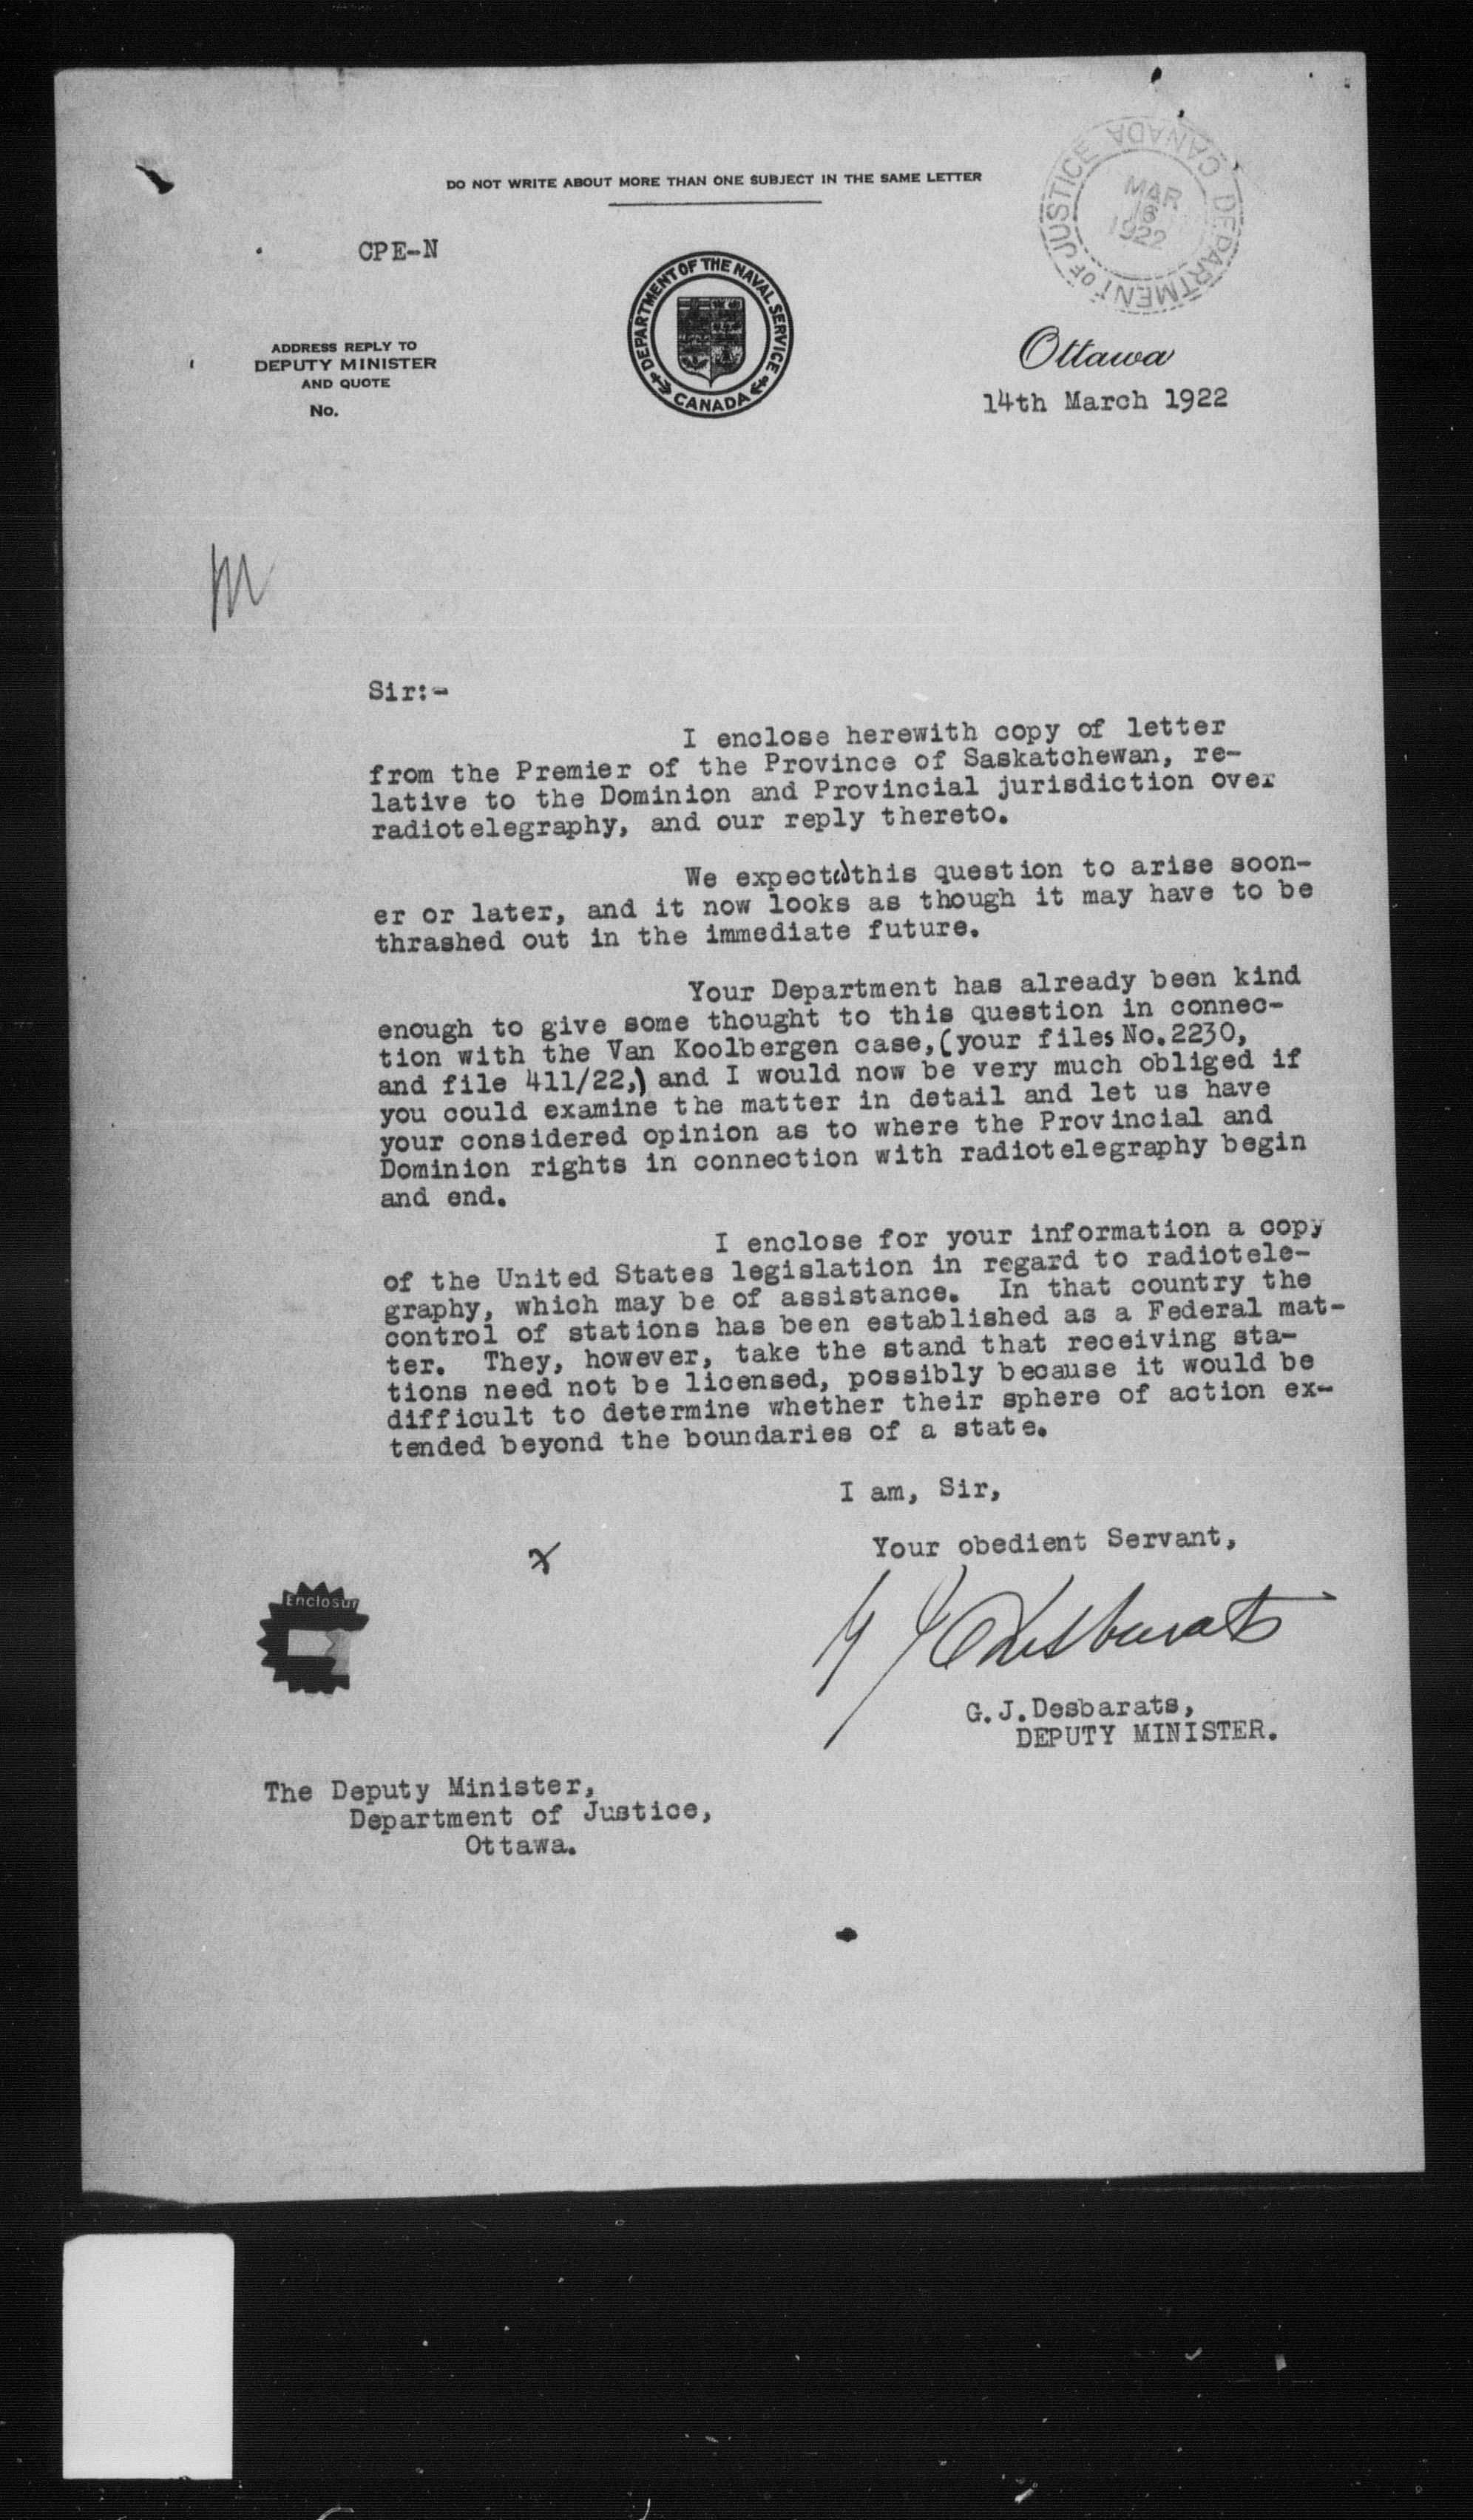 DO NOT WRITE ABOUT MORE THAN ONE SUBJECT IN THE SAME LETTER
DEPARTMENT OF JUSTICE CANADA
MAR
16
1922
CPE-N
DEPARTMENT OF THE NAVAL SERVICE
CANADA
ADDRESS REPLY TO
DEPUTY MINISTER
AND QUOTE
No.
Ottawa
14th March 1922
M
Sir:-
I enclose herewith copy of letter
from the Premier of the Province of Saskatchewan, re-
lative to the Dominion and Provincial jurisdiction over
radiotelegraphy, and our reply thereto.
We expected this question to arise soon-
er or later, and it now looks as though it may have to be
thrashed out in the immediate future.
Your Department has already been kind
enough to give some thought to this question in connec-
tion with the Van Koolbergen case, (your files No.2230,
and file 411/22,) and I would now be very much obliged if
you could examine the matter in detail and let us have
your considered opinion as to where the Provincial and
Dominion rights in connection with radiotelegraphy begin
and end.
I enclose for your information a copy
of the United States legislation in regard to radiotele-
graphy, which may be of assistance. In that country the
control of stations has been established as a Federal mat-
ter. They, however, take the stand that receiving sta-
tions need not be licensed, possibly because it would be
difficult to determine whether their sphere of action ex-
tended beyond the boundaries of a state.
I am, Sir,
Your obedient Servant,
x
Enclosur
G J Desbarats
G.J.Desbarats,
DEPUTY MINISTER.
The Deputy Minister,
Department of Justice,
Ottawa.